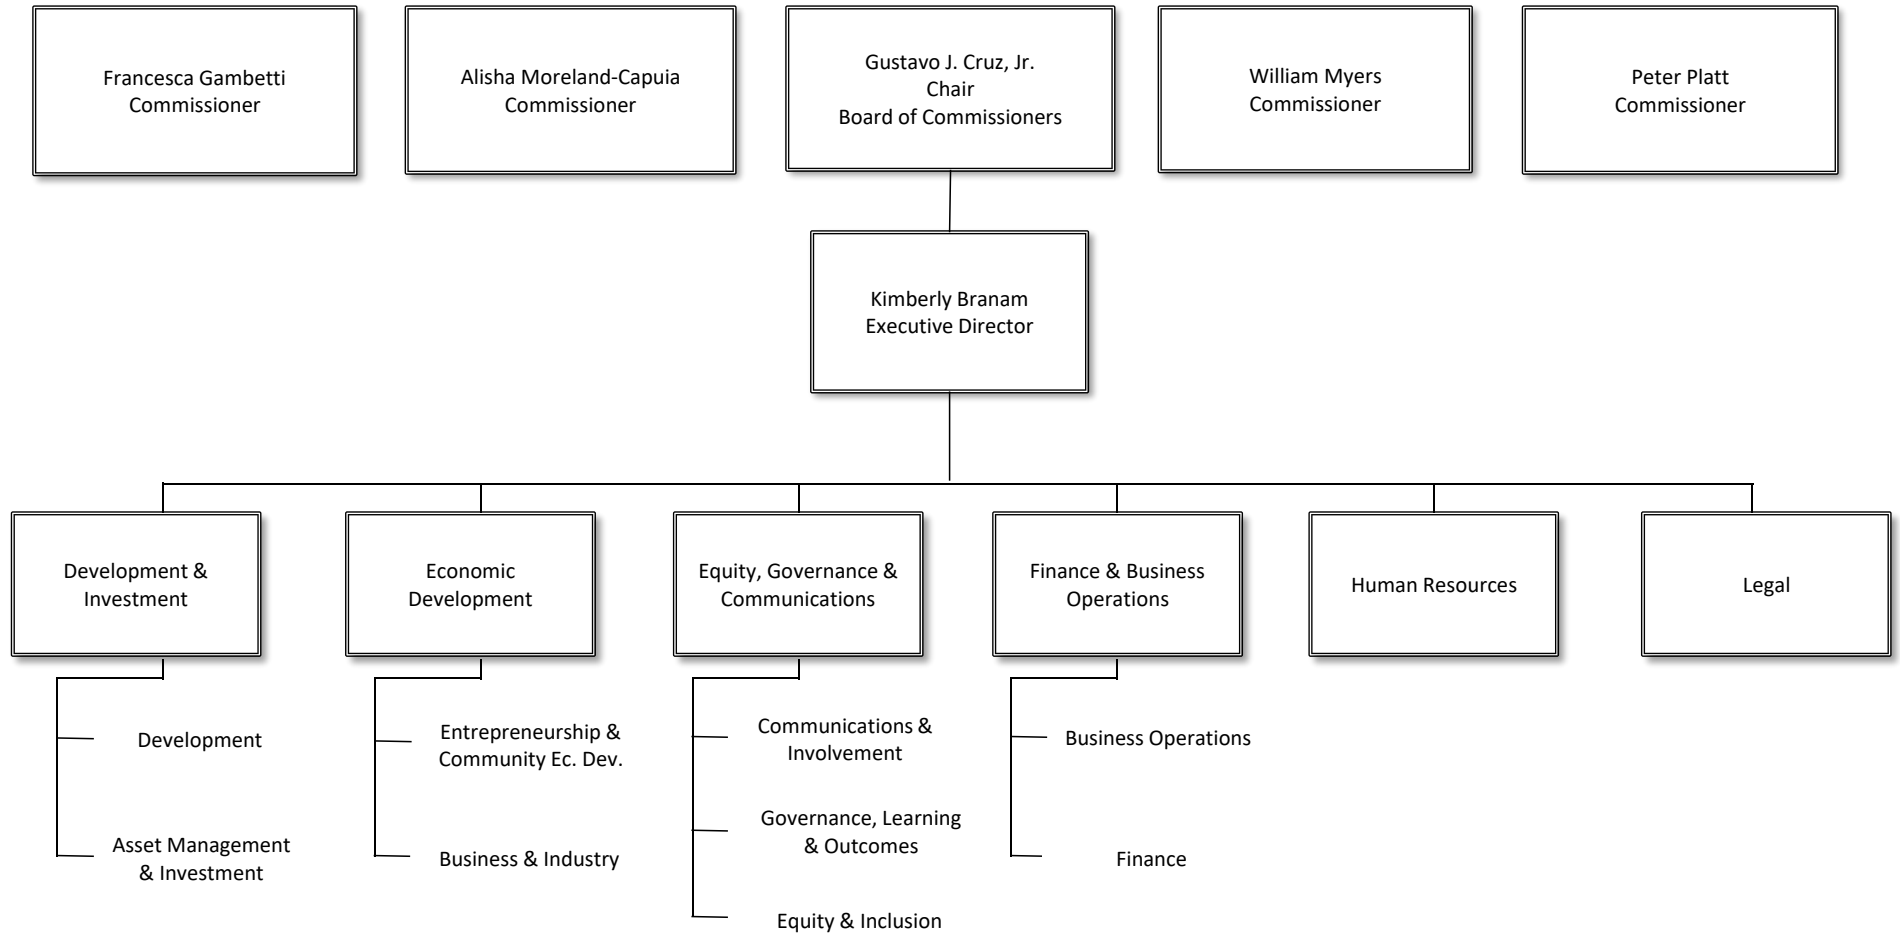 Francesca Gambetti
Commissioner
Alisha Moreland-Capuia
Commissioner
Gustavo J. Cruz, Jr.
Chair
Board of Commissioners
William Myers
Commissioner
Peter Platt
Commissioner
Kimberly Branam
Executive Director
Development &
Investment
Economic
Development
Equity, Governance &
Communications
Finance & Business
Operations
Human Resources
Legal
Development
Asset Management
& Investment
Entrepreneurship &
Community Ec. Dev.
Business & Industry
Communications &
Involvement
Governance, Learning
& Outcomes
Equity & Inclusion
Business Operations
Finance